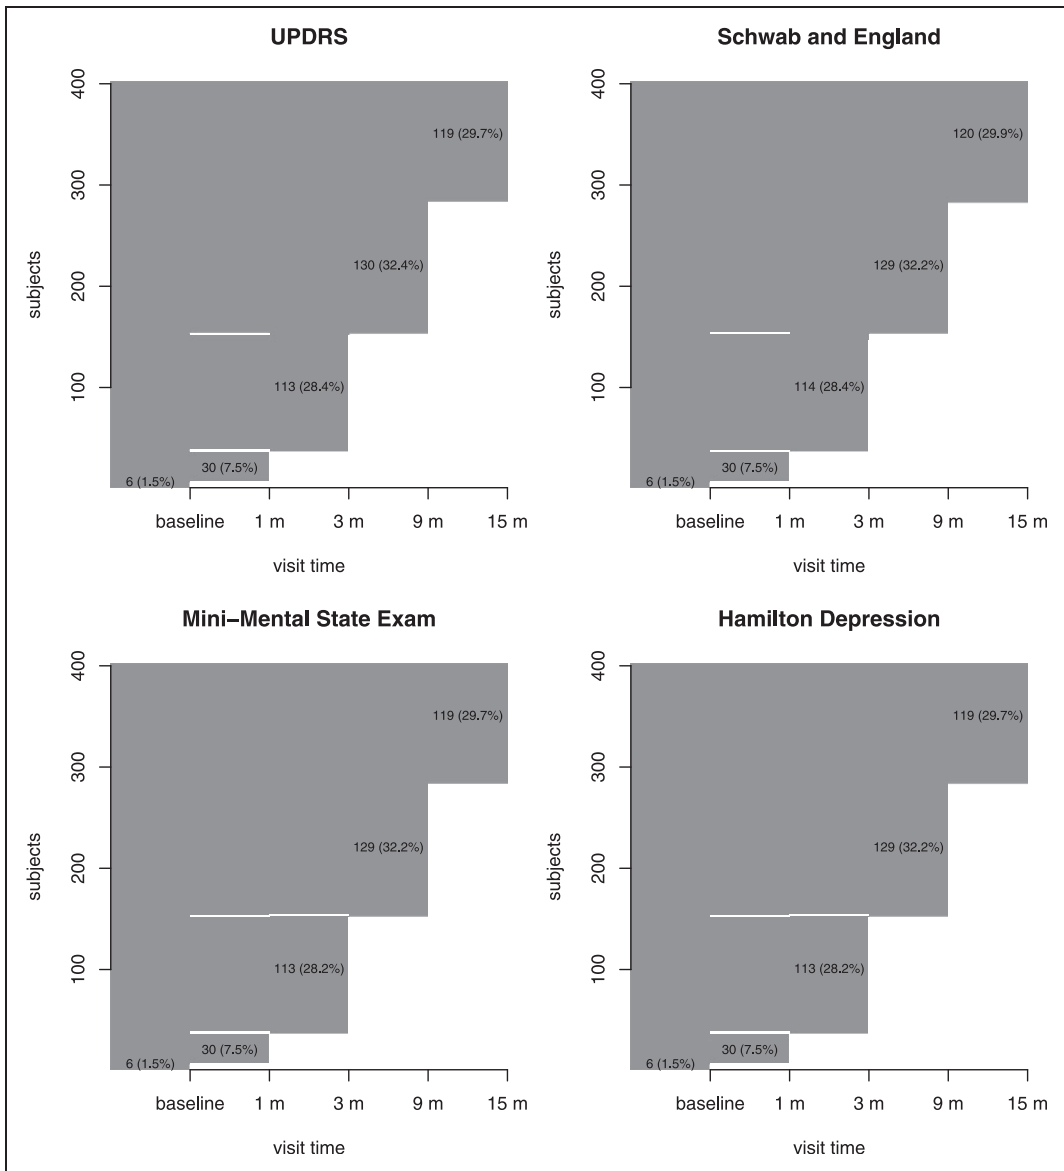 UPDRS
400
300
200
100
subjects
119 (29.7%)
130 (32.4%)
113 (28.4%)
30 (7.5%)
6 (1.5%)
baseline 1 m 3 m 9 m 15 m
visit time
Schwab and England
400
300
200
100
subjects
120 (29.9%)
129 (32.2%)
114 (28.4%)
30 (7.5%)
6 (1.5%)
baseline 1 m 3 m 9 m 15 m
visit time
Mini–Mental State Exam
400
300
200
100
subjects
119 (29.7%)
129 (32.2%)
113 (28.2%)
30 (7.5%)
6 (1.5%)
baseline 1 m 3 m 9 m 15 m
visit time
Hamilton Depression
400
300
200
100
subjects
119 (29.7%)
129 (32.2%)
113 (28.2%)
30 (7.5%)
6 (1.5%)
baseline 1 m 3 m 9 m 15 m
visit time